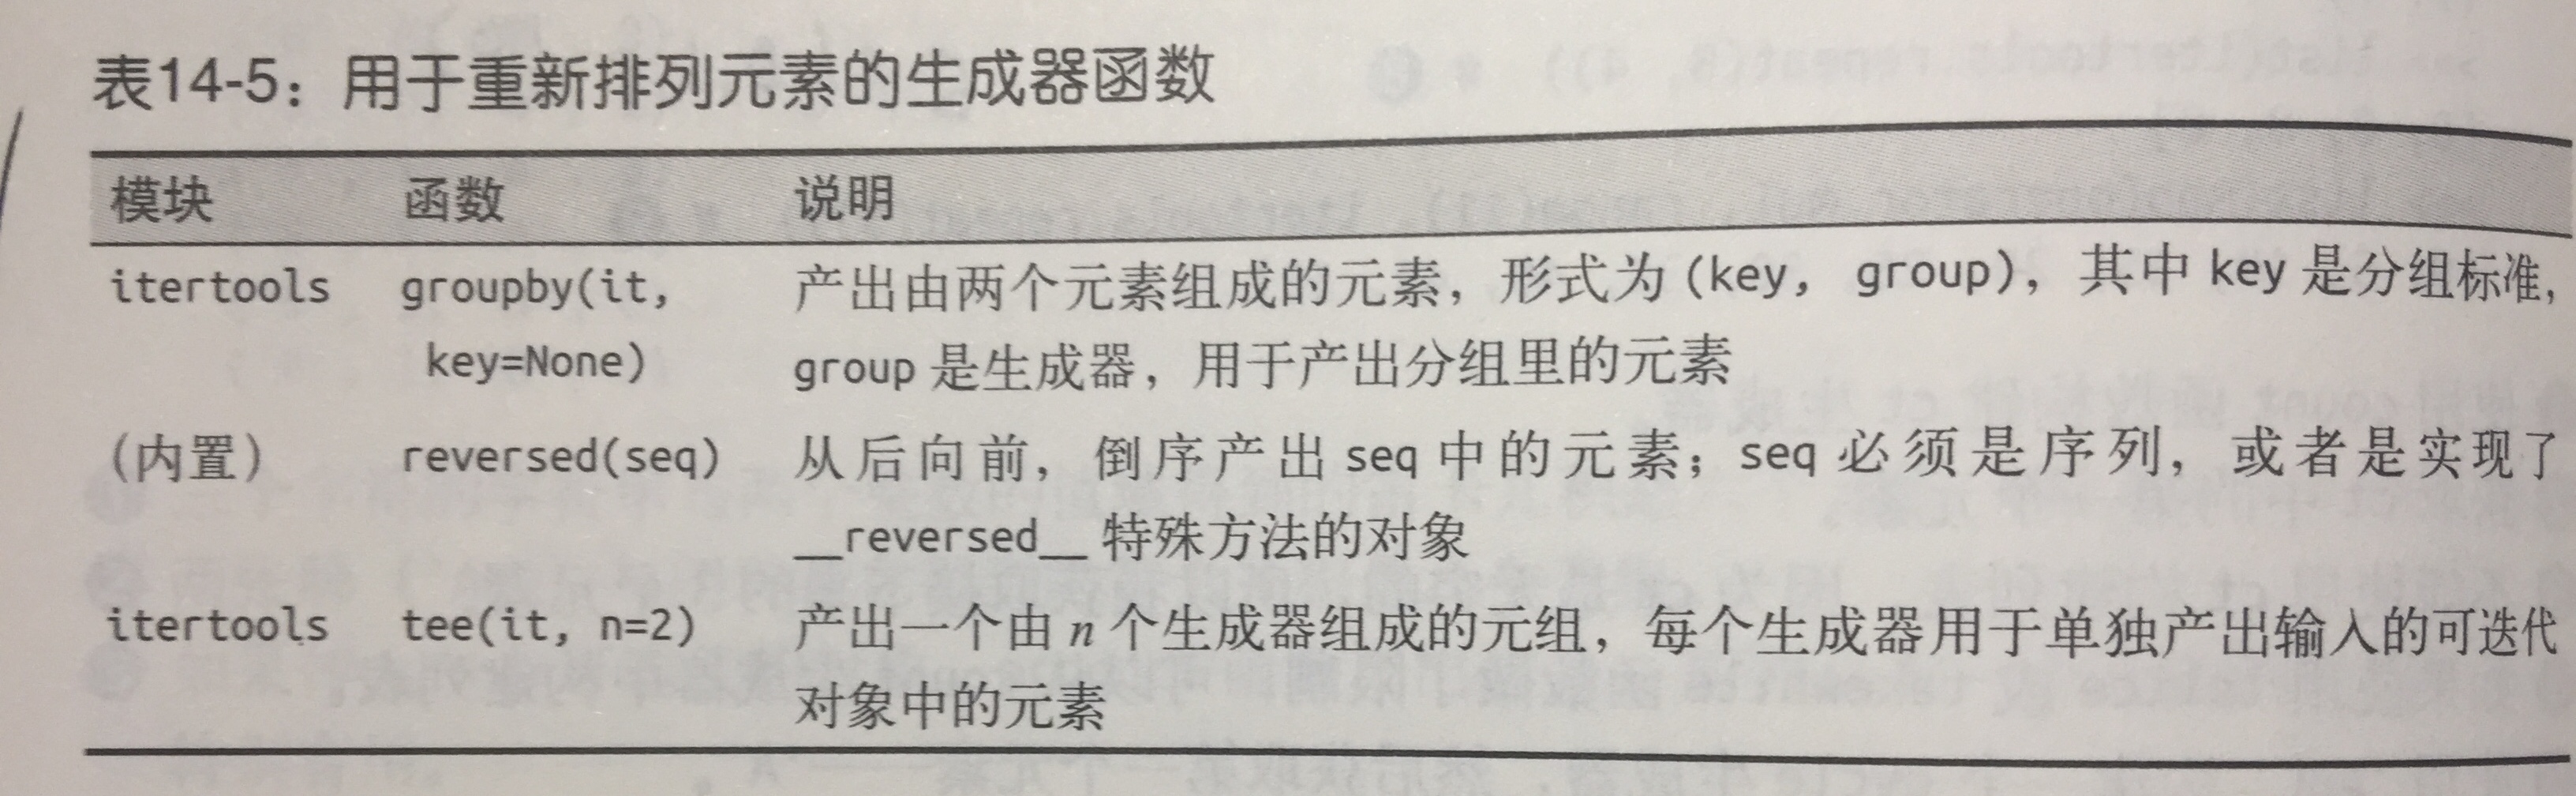 表14-5：用于重新排列元素的生成器函数
模块 函数 说明
itertools groupby(it, 产出由两个元素组成的元素，形式为 (key, group)，其中 key 是分组标准，
key=None) group 是生成器，用于产出分组里的元素
（内置） reversed(seq) 从后向前，倒序产出 seq 中的元素；seq 必须是序列，或者是实现了
__reversed__ 特殊方法的对象
itertools tee(it, n=2) 产出一个由 n 个生成器组成的元组，每个生成器用于单独产出输入的可迭代
对象中的元素